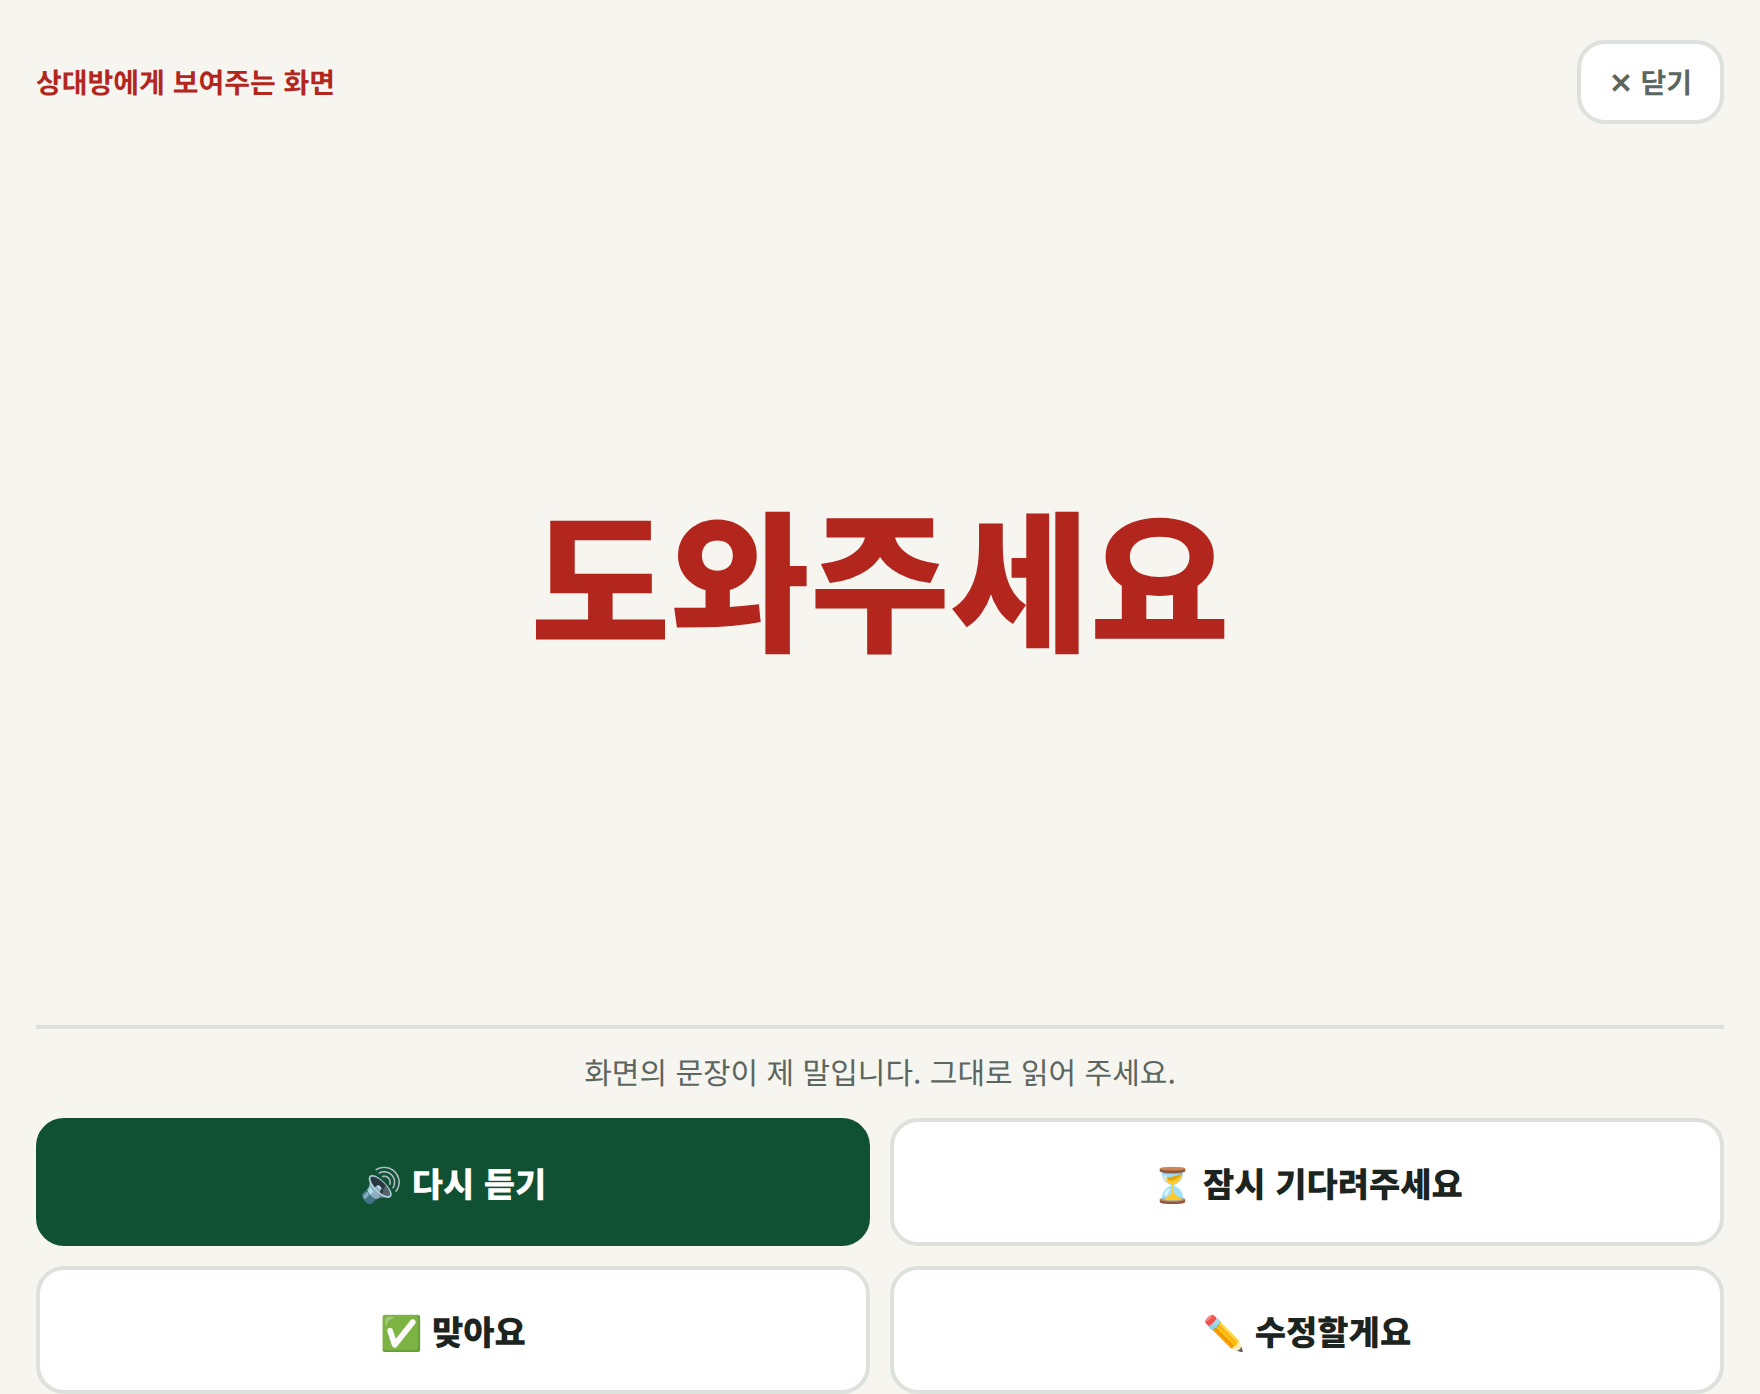 상대방에게 보여주는 화면
✕ 닫기
도와주세요
화면의 문장이 제 말입니다. 그대로 읽어 주세요.
🔊 다시 듣기
⏳ 잠시 기다려주세요
✅ 맞아요
✏️ 수정할게요